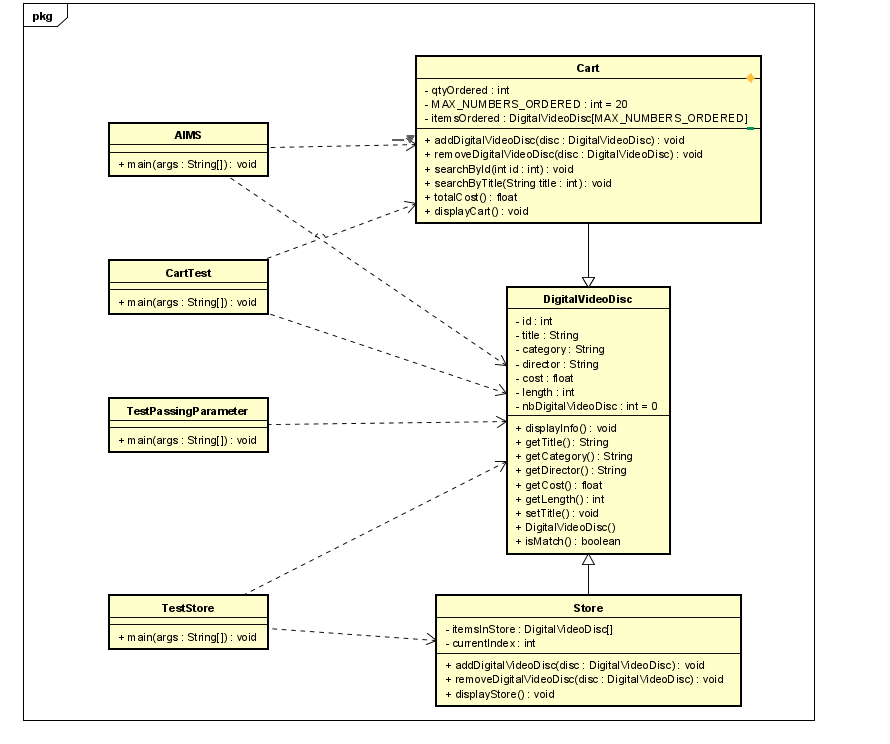 pkg
Cart
- qtyOrdered : int
- MAX_NUMBERS_ORDERED : int = 20
- itemsOrdered : DigitalVideoDisc[MAX_NUMBERS_ORDERED]
+ addDigitalVideoDisc(disc : DigitalVideoDisc) : void
+ removeDigitalVideoDisc(disc : DigitalVideoDisc) : void
+ searchById(int id : int) : void
+ searchByTitle(String title : int) : void
+ totalCost() : float
+ displayCart() : void
AIMS
+ main(args : String[]) : void
CartTest
+ main(args : String[]) : void
DigitalVideoDisc
- id : int
- title : String
- category : String
- director : String
- cost : float
- length : int
- nbDigitalVideoDisc : int = 0
+ displayInfo() : void
+ getTitle() : String
+ getCategory() : String
+ getDirector() : String
+ getCost() : float
+ getLength() : int
+ setTitle() : void
+ DigitalVideoDisc()
+ isMatch() : boolean
TestPassingParameter
+ main(args : String[]) : void
TestStore
+ main(args : String[]) : void
Store
- itemsInStore : DigitalVideoDisc[]
- currentIndex : int
+ addDigitalVideoDisc(disc : DigitalVideoDisc) : void
+ removeDigitalVideoDisc(disc : DigitalVideoDisc) : void
+ displayStore() : void